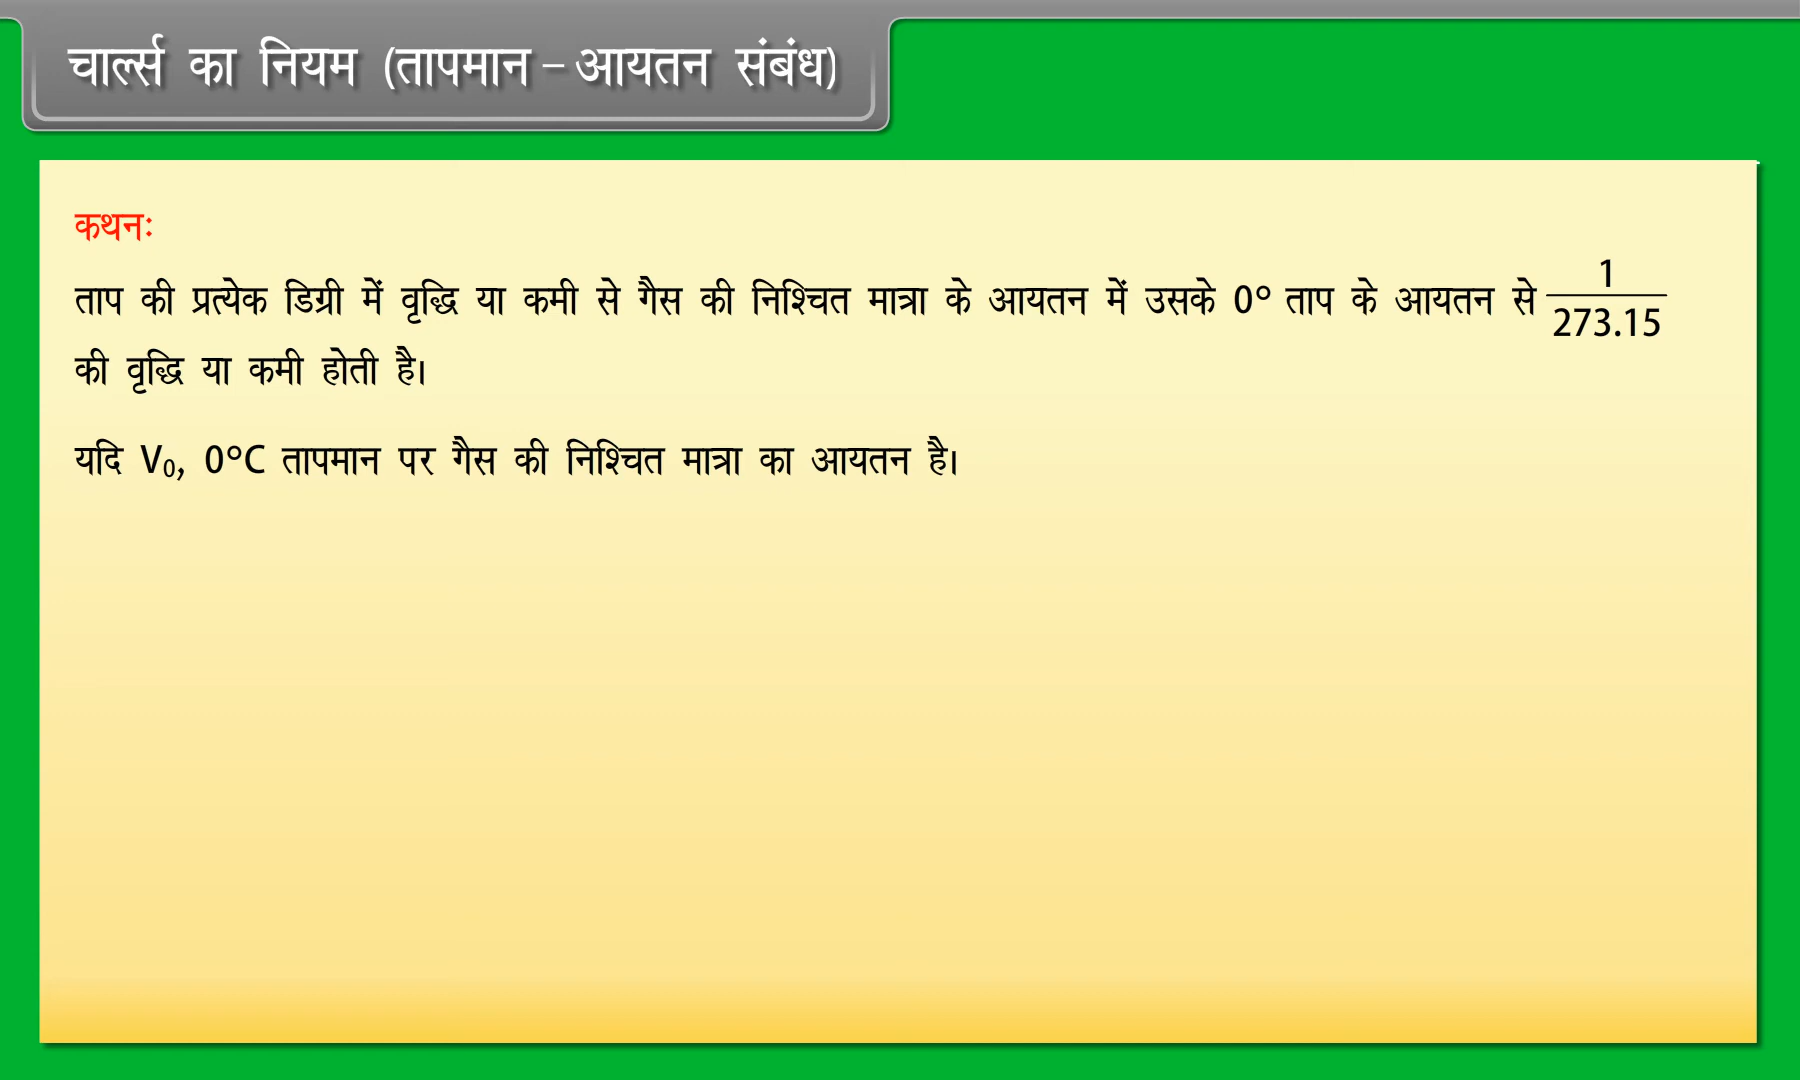 चार्ल्स का नियम (तापमान – आयतन संबंध)
कथनः
ताप की प्रत्येक डिग्री में वृद्धि या कमी से गैस की निश्चित मात्रा के आयतन में उसके 0° ताप के आयतन से 1/273.15
की वृद्धि या कमी होती है।
यदि V₀, 0°C तापमान पर गैस की निश्चित मात्रा का आयतन है।